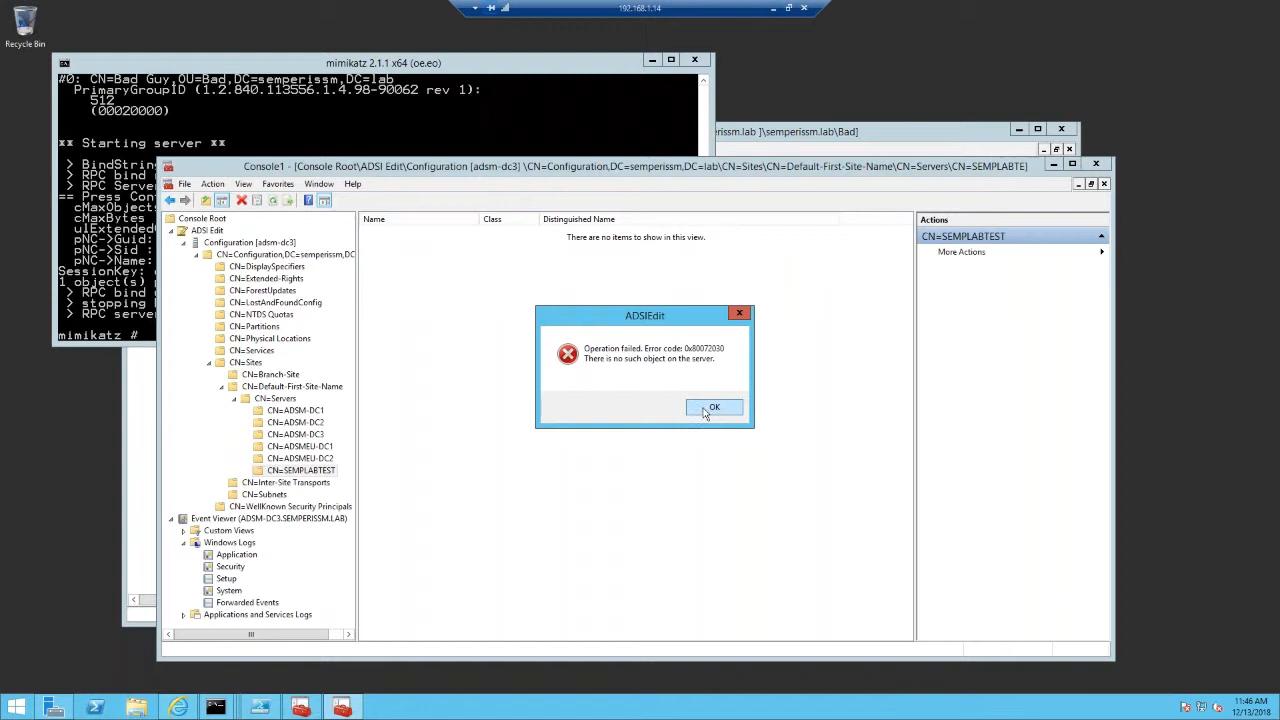 192.168.1.14
Recycle Bin
mimikatz 2.1.1 x64 (oe.eo)
#0: CN=Bad Guy,OU=Bad,DC=semperissm,DC=lab
PrimaryGroupID (1.2.840.113556.1.4.98-90062 rev 1):
512
(00020000)
** Starting server **
> BindString
> RPC bind
> RPC Server
== Press Con
cMaxObjects
cMaxBytes
ulExtended
pNC->Guid:
pNC->Sid :
pNC->Name:
SessionKey:
1 object(s)
> RPC bind
> stopping
> RPC server
mimikatz #
perissm.lab ]\semperissm.lab\Bad]
Console1 - [Console Root\ADSI Edit\Configuration [adsm-dc3] \CN=Configuration,DC=semperissm,DC=lab\CN=Sites\CN=Default-First-Site-Name\CN=Servers\CN=SEMPLABTE]
File Action View Favorites Window Help
Console Root
ADSI Edit
Configuration [adsm-dc3]
CN=Configuration,DC=semperissm,DC
CN=DisplaySpecifiers
CN=Extended-Rights
CN=ForestUpdates
CN=LostAndFoundConfig
CN=NTDS Quotas
CN=Partitions
CN=Physical Locations
CN=Services
CN=Sites
CN=Branch-Site
CN=Default-First-Site-Name
CN=Servers
CN=ADSM-DC1
CN=ADSM-DC2
CN=ADSM-DC3
CN=ADSMEU-DC1
CN=ADSMEU-DC2
CN=SEMPLABTEST
CN=Inter-Site Transports
CN=Subnets
CN=WellKnown Security Principals
Event Viewer (ADSM-DC3.SEMPERISSM.LAB)
Custom Views
Windows Logs
Application
Security
Setup
System
Forwarded Events
Applications and Services Logs
Name Class Distinguished Name
There are no items to show in this view.
ADSIEdit
Operation failed. Error code: 0x80072030
There is no such object on the server.
OK
Actions
CN=SEMPLABTEST
More Actions
11:46 AM
12/13/2018